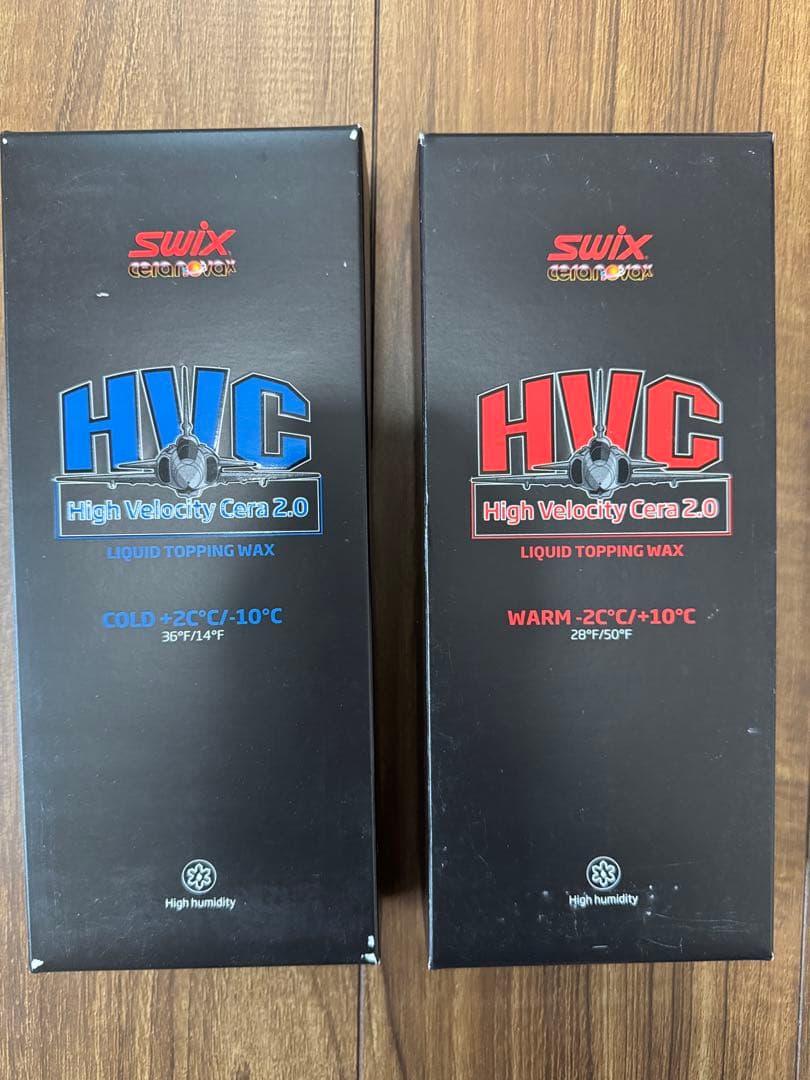 swix
ceranovax
HVC
High Velocity Cera 2.0
LIQUID TOPPING WAX
COLD +2C°C/-10°C
36°F/14°F
High humidity
swix
ceranovax
HVC
High Velocity Cera 2.0
LIQUID TOPPING WAX
WARM -2C°C/+10°C
28°F/50°F
High humidity